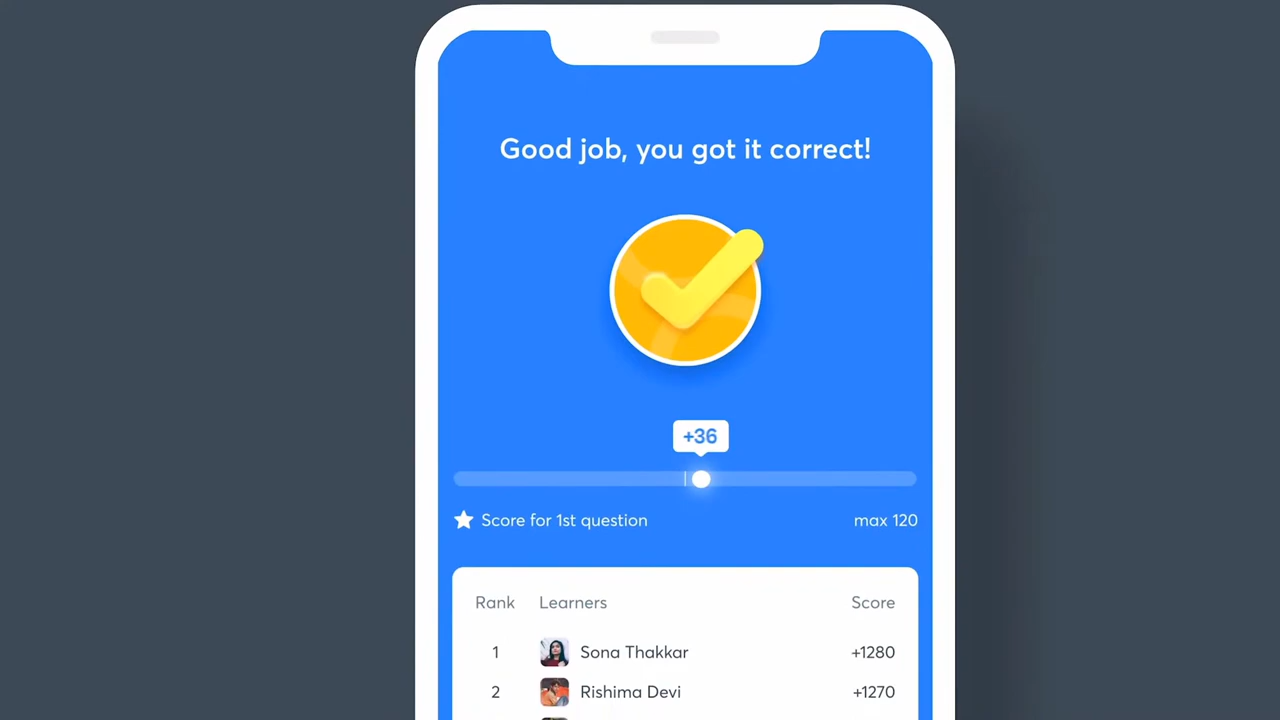 Good job, you got it correct!
+36
Score for 1st question max 120
Rank Learners Score
1 Sona Thakkar +1280
2 Rishima Devi +1270